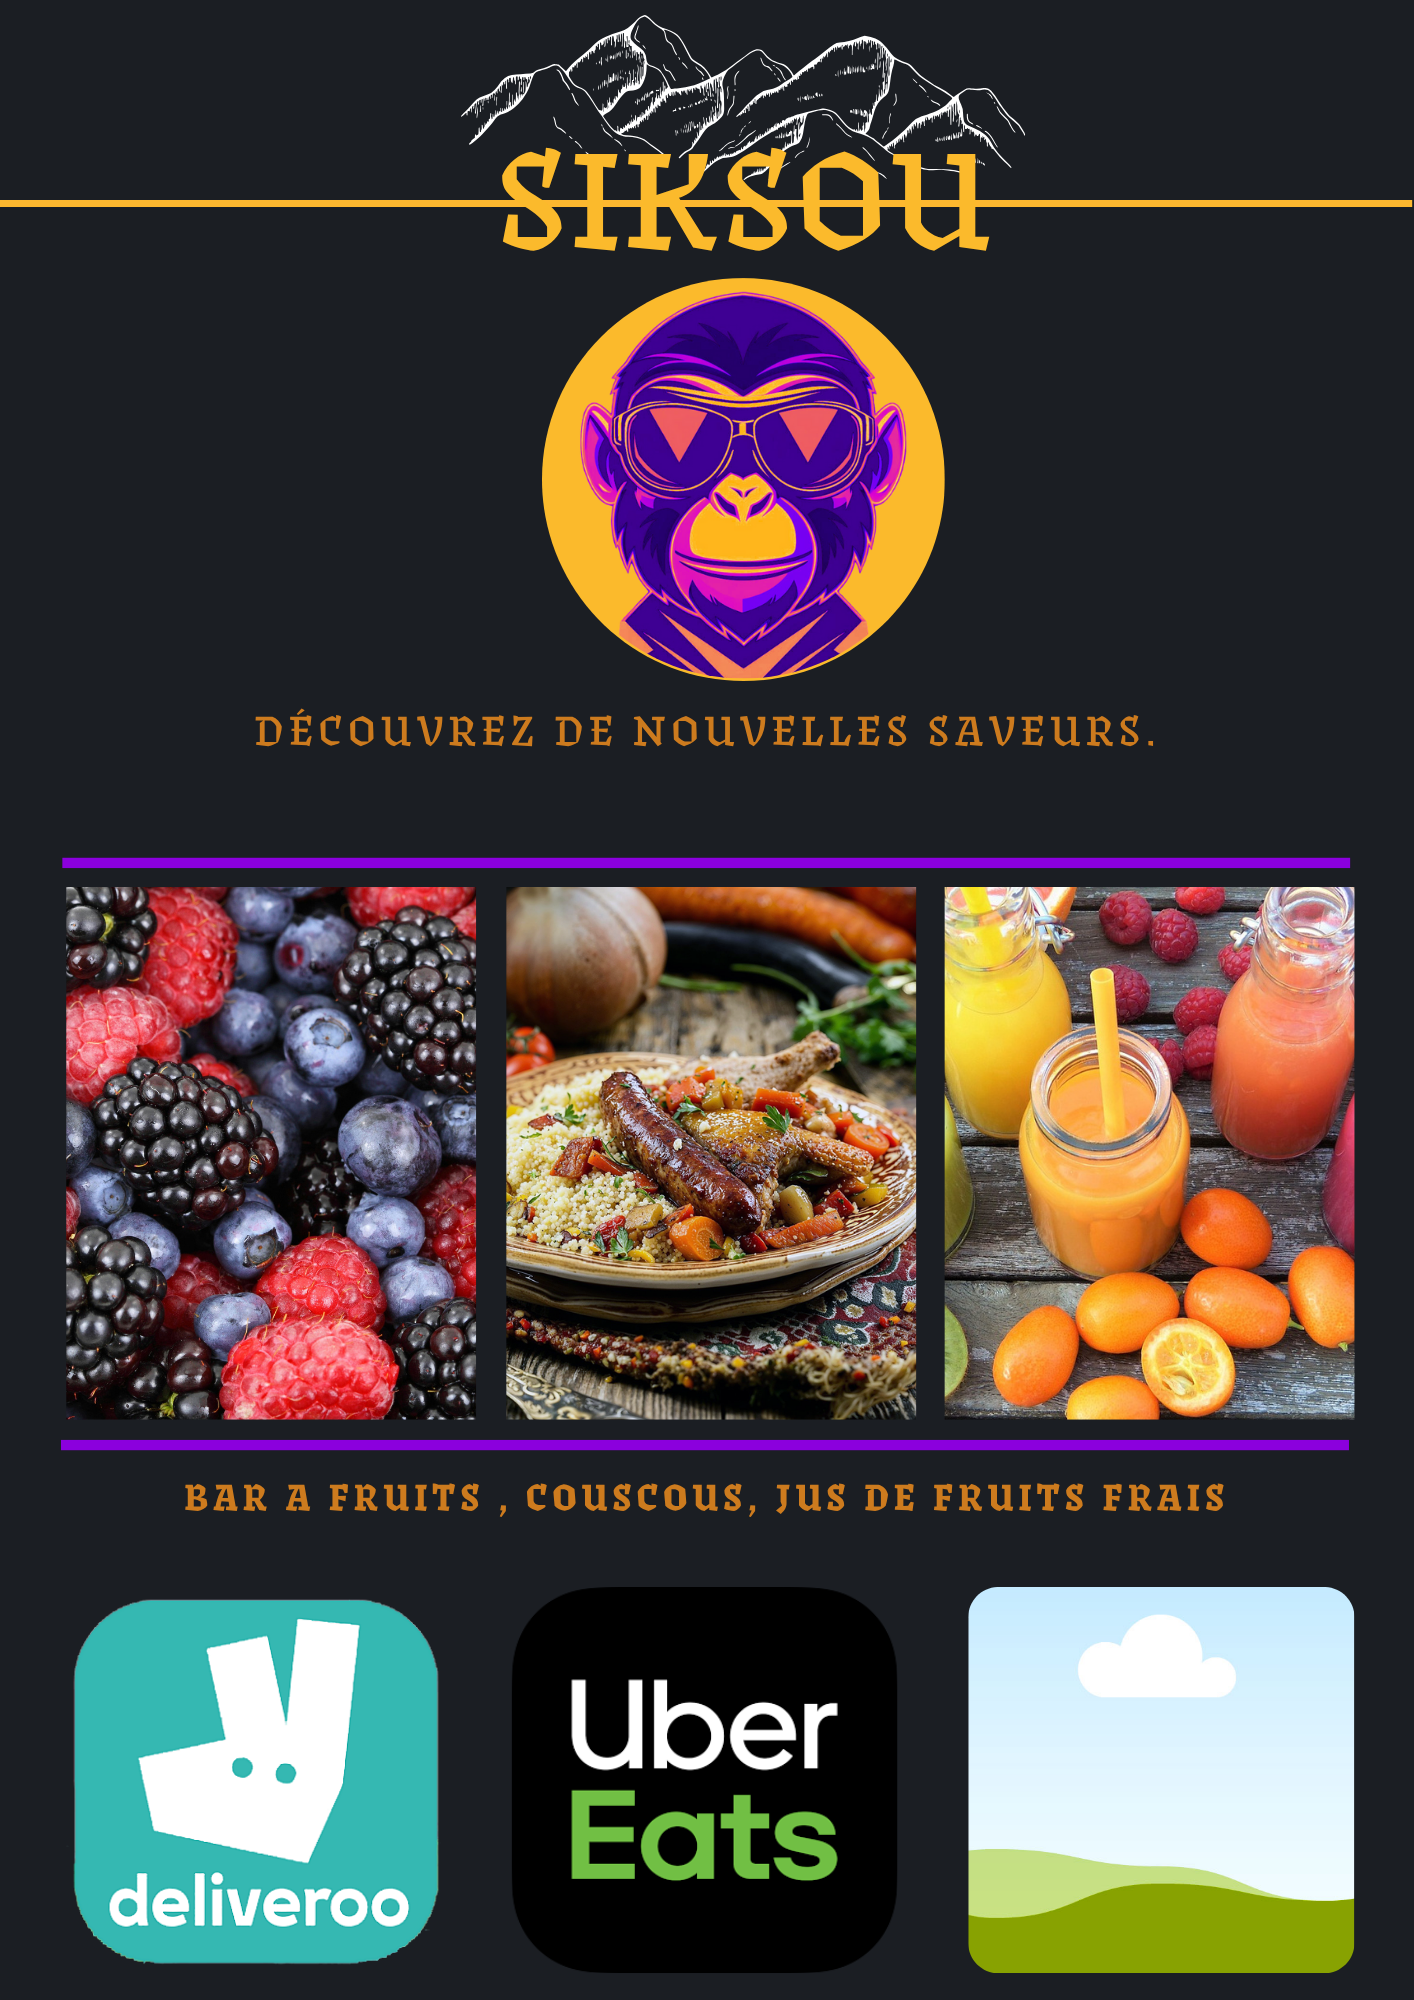 SIKSOU
DÉCOUVREZ DE NOUVELLES SAVEURS.
BAR A FRUITS , COUSCOUS, JUS DE FRUITS FRAIS
deliveroo
Uber
Eats